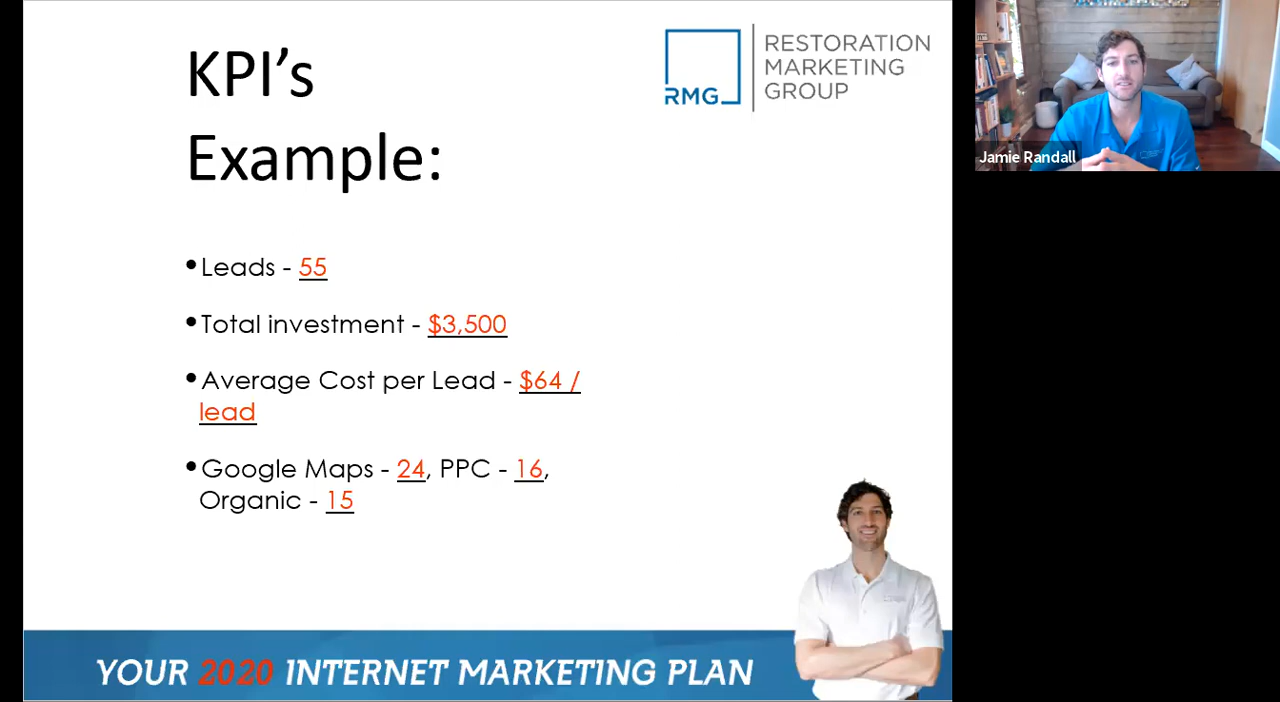 KPI’s
Example:
RMG
RESTORATION
MARKETING
GROUP
•Leads - 55
•Total investment - $3,500
•Average Cost per Lead - $64 /
lead
•Google Maps - 24, PPC - 16,
Organic - 15
YOUR 2020 INTERNET MARKETING PLAN
Jamie Randall